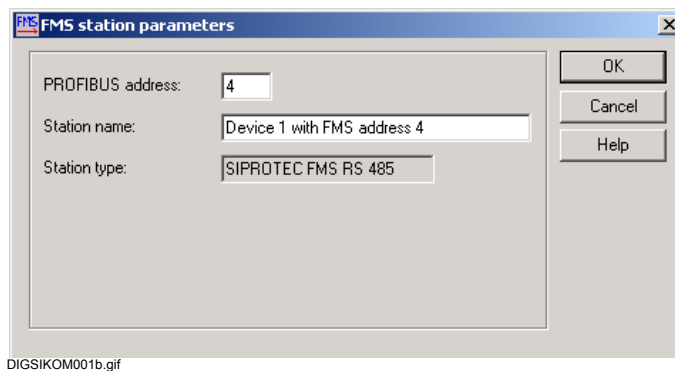 FMS FMS station parameters
PROFIBUS address: 4
Station name: Device 1 with FMS address 4
Station type: SIPROTEC FMS RS 485
OK
Cancel
Help
DIGSIKOM001b.gif